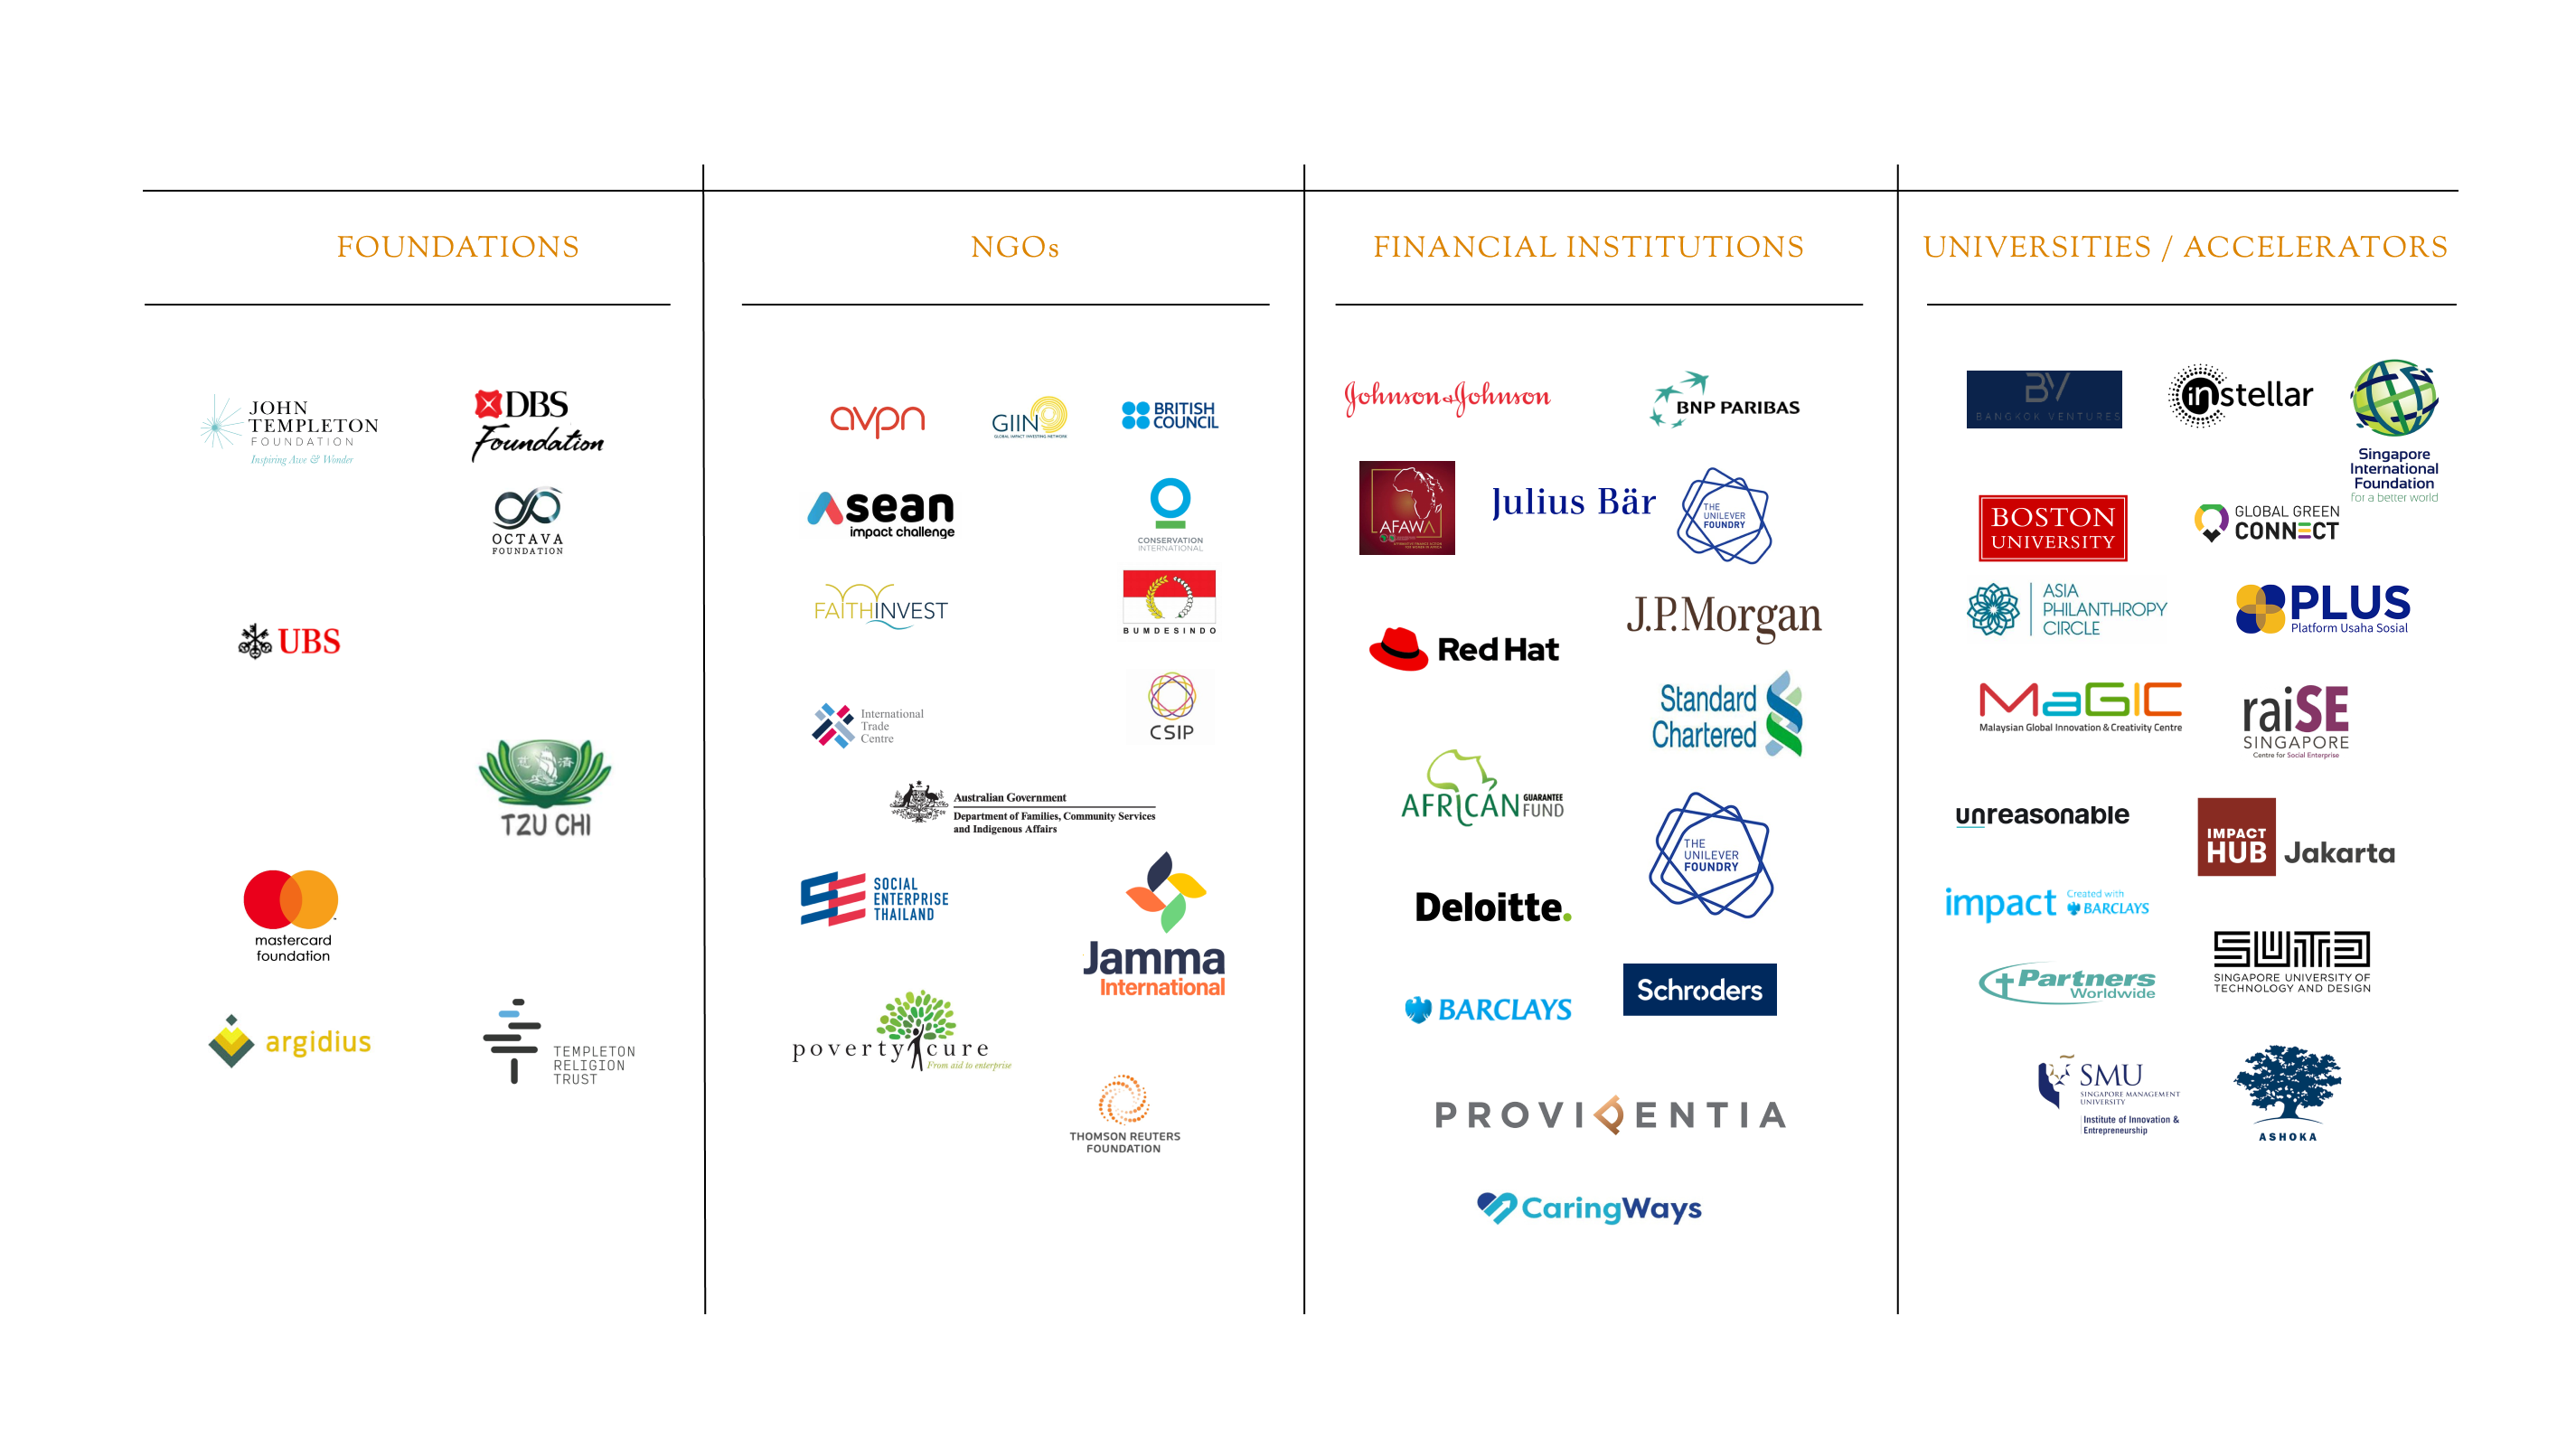 FOUNDATIONS
JOHN
TEMPLETON
FOUNDATION
Inspiring Awe & Wonder
DBS
Foundation
OCTAVA
FOUNDATION
UBS
TZU CHI
mastercard
foundation
argidius
TEMPLETON
RELIGION
TRUST
NGOs
avpn
GIIN
GLOBAL IMPACT INVESTING NETWORK
BRITISH
COUNCIL
Asean
impact challenge
CONSERVATION
INTERNATIONAL
FAITHINVEST
BUMDESINDO
International
Trade
Centre
CSIP
Australian Government
Department of Families, Community Services
and Indigenous Affairs
SOCIAL
ENTERPRISE
THAILAND
Jamma
International
poverty cure
From aid to enterprise
THOMSON REUTERS
FOUNDATION
FINANCIAL INSTITUTIONS
Johnson & Johnson
BNP PARIBAS
AFAWA
Julius Bär
THE
UNILEVER
FOUNDRY
J.P.Morgan
Red Hat
Standard
Chartered
AFRICAN GUARANTEE
FUND
THE
UNILEVER
FOUNDRY
Deloitte.
BARCLAYS
Schroders
PROVIDENTIA
CaringWays
UNIVERSITIES / ACCELERATORS
BV
BANGKOK VENTURES
instellar
Singapore
International
Foundation
for a better world
BOSTON
UNIVERSITY
GLOBAL GREEN
CONNECT
ASIA
PHILANTHROPY
CIRCLE
PLUS
Platform Usaha Sosial
MaGIC
Malaysian Global Innovation & Creativity Centre
raiSE
SINGAPORE
Centre for Social Enterprise
unreasonable
IMPACT
HUB Jakarta
impact Created with
BARCLAYS
SUTD
SINGAPORE UNIVERSITY OF
TECHNOLOGY AND DESIGN
Partners
Worldwide
SMU
SINGAPORE MANAGEMENT
UNIVERSITY
Institute of Innovation &
Entrepreneurship
ASHOKA